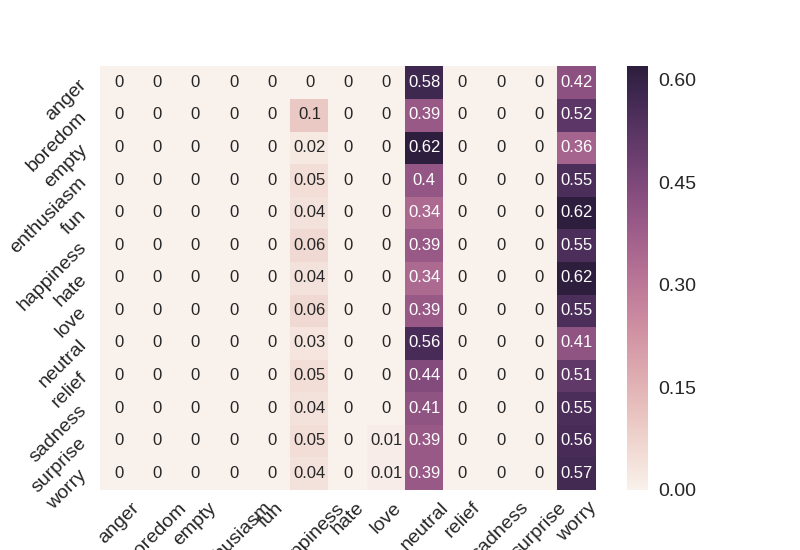 anger 0 0 0 0 0 0 0 0 0.58 0 0 0 0.42
boredom 0 0 0 0 0 0.1 0 0 0.39 0 0 0 0.52
empty 0 0 0 0 0 0.02 0 0 0.62 0 0 0 0.36
enthusiasm 0 0 0 0 0 0.05 0 0 0.4 0 0 0 0.55
fun 0 0 0 0 0 0.04 0 0 0.34 0 0 0 0.62
happiness 0 0 0 0 0 0.06 0 0 0.39 0 0 0 0.55
hate 0 0 0 0 0 0.04 0 0 0.34 0 0 0 0.62
love 0 0 0 0 0 0.06 0 0 0.39 0 0 0 0.55
neutral 0 0 0 0 0 0.03 0 0 0.56 0 0 0 0.41
relief 0 0 0 0 0 0.05 0 0 0.44 0 0 0 0.51
sadness 0 0 0 0 0 0.04 0 0 0.41 0 0 0 0.55
surprise 0 0 0 0 0 0.05 0 0.01 0.39 0 0 0 0.56
worry 0 0 0 0 0 0.04 0 0.01 0.39 0 0 0 0.57
anger oredom empty husiasm fun ppiness hate love neutral relief adness surprise worry
0.60
0.45
0.30
0.15
0.00